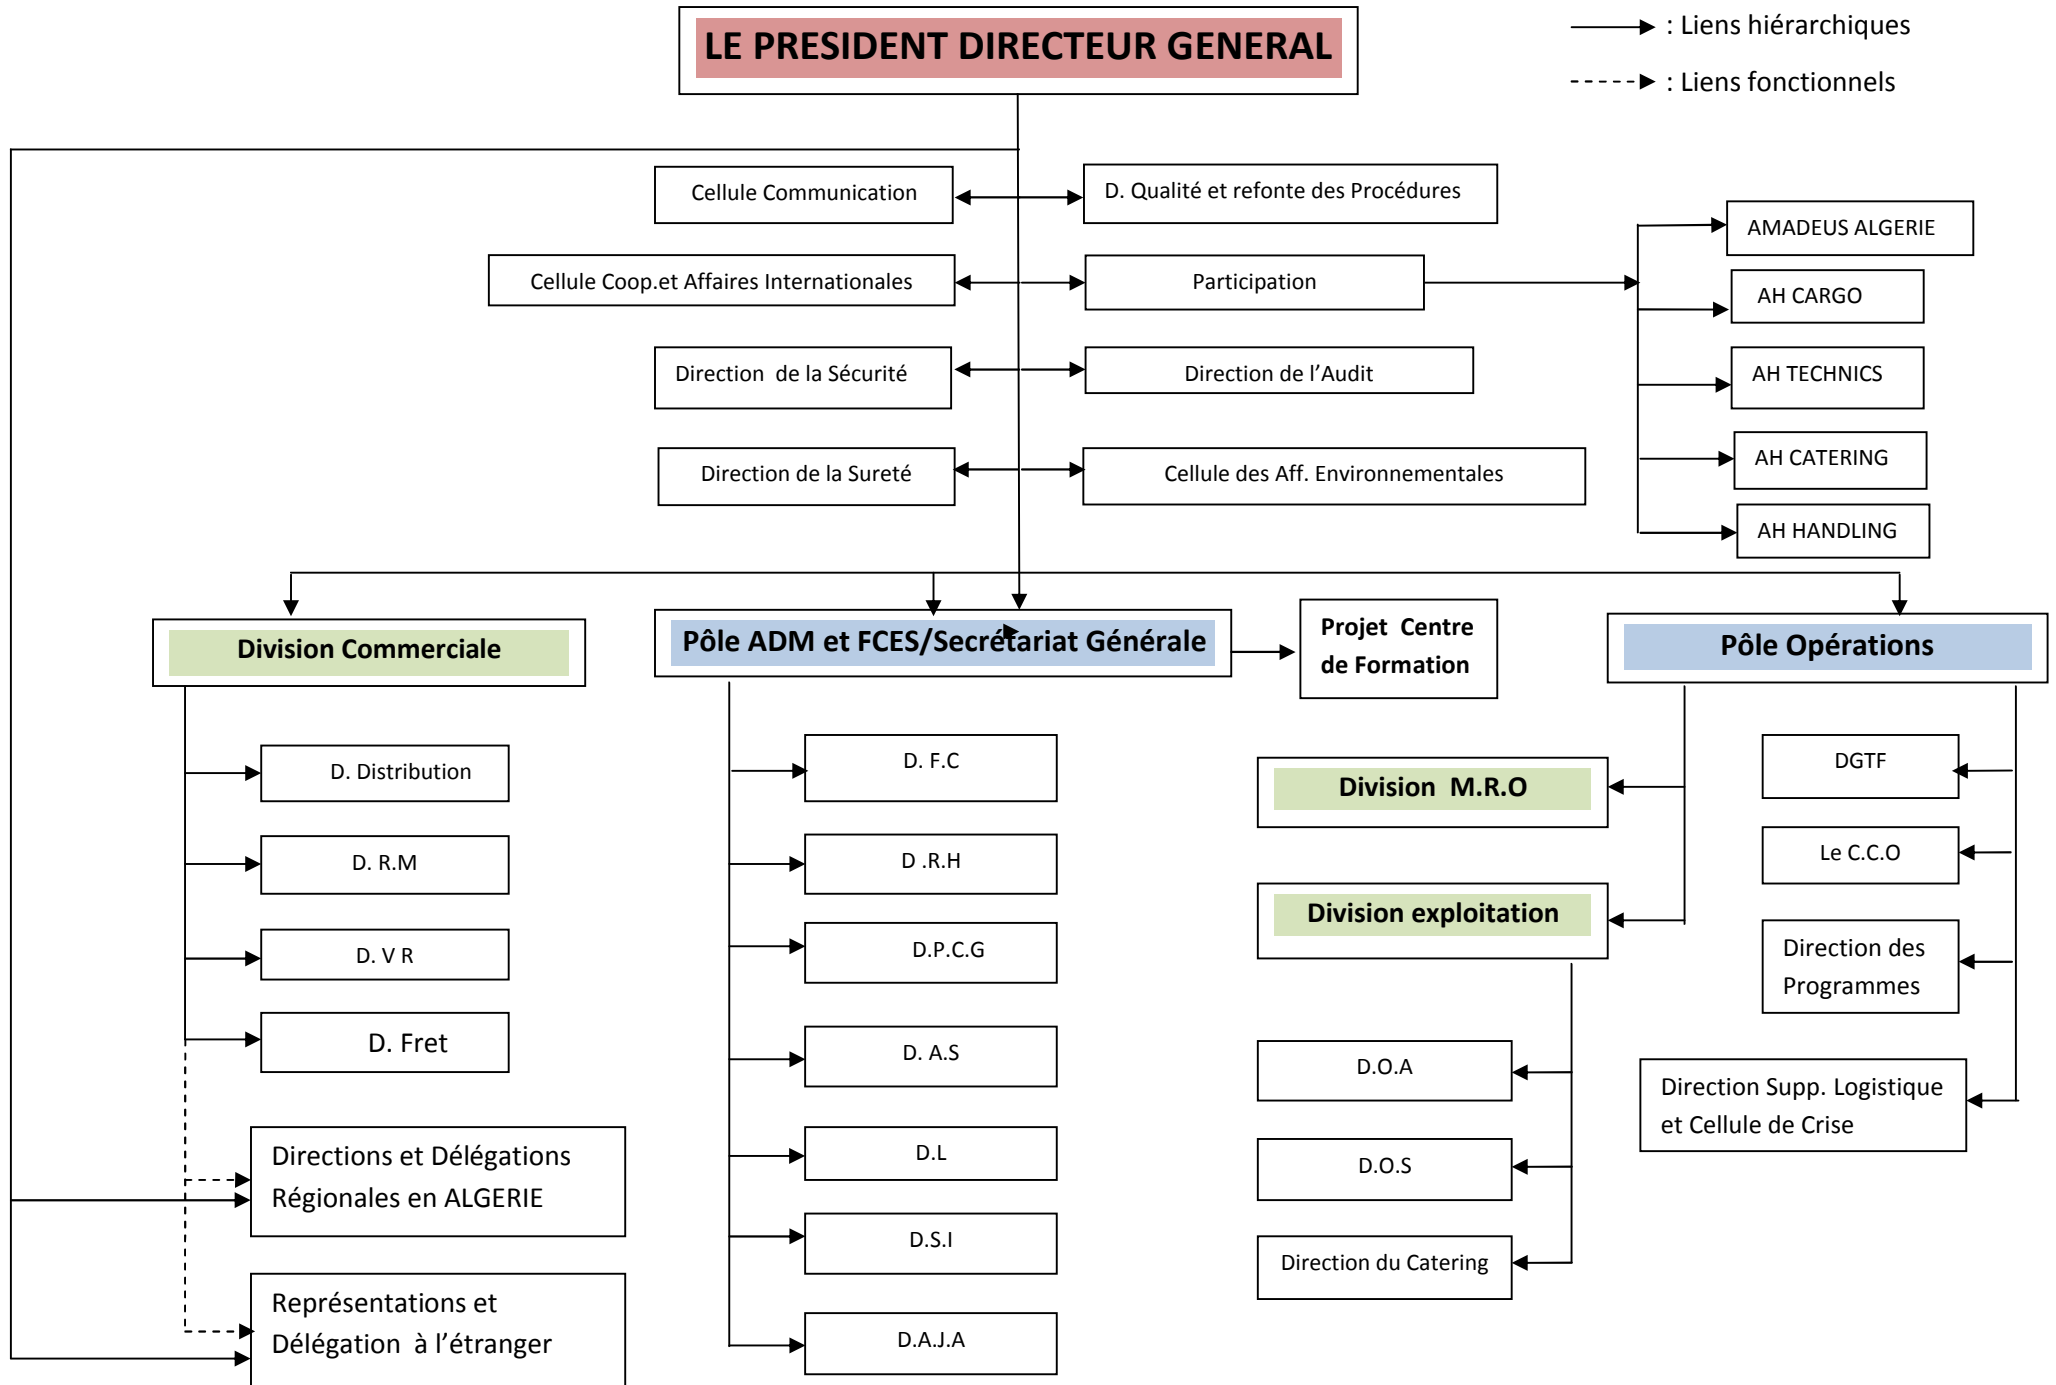 LE PRESIDENT DIRECTEUR GENERAL
: Liens hiérarchiques
: Liens fonctionnels
Cellule Communication
D. Qualité et refonte des Procédures
AMADEUS ALGERIE
Cellule Coop.et Affaires Internationales
Participation
AH CARGO
Direction de la Sécurité
Direction de l’Audit
AH TECHNICS
Direction de la Sureté
Cellule des Aff. Environnementales
AH CATERING
AH HANDLING
Division Commerciale
Pôle ADM et FCES/Secrétariat Générale
Projet Centre
de Formation
Pôle Opérations
D. Distribution
D. R.M
D. V R
D. Fret
Directions et Délégations
Régionales en ALGERIE
Représentations et
Délégation à l’étranger
D. F.C
D .R.H
D.P.C.G
D. A.S
D.L
D.S.I
D.A.J.A
Division M.R.O
Division exploitation
D.O.A
D.O.S
Direction du Catering
DGTF
Le C.C.O
Direction des
Programmes
Direction Supp. Logistique
et Cellule de Crise